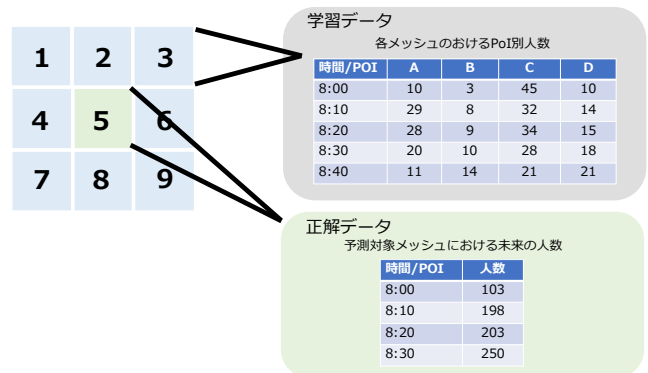 1 2 3
4 5 6
7 8 9
学習データ
各メッシュのおけるPoI別人数
時間/POI A B C D
8:00 10 3 45 10
8:10 29 8 32 14
8:20 28 9 34 15
8:30 20 10 28 18
8:40 11 14 21 21
正解データ
予測対象メッシュにおける未来の人数
時間/POI 人数
8:00 103
8:10 198
8:20 203
8:30 250